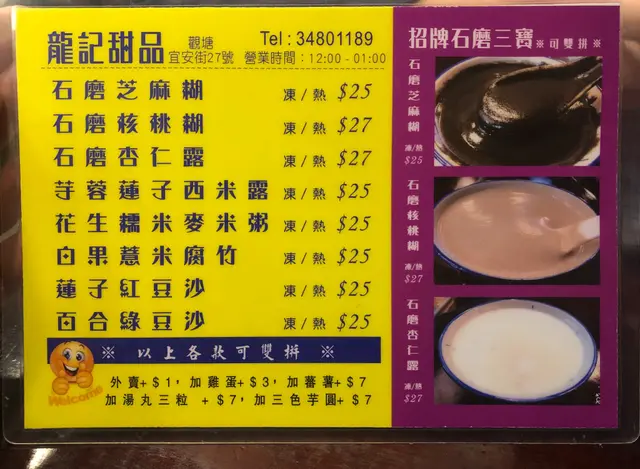 龍記甜品
觀塘
Tel:34801189
宜安街27號 營業時間:12:00-01:00
石磨芝麻糊 凍/熱 $25
石磨核桃糊 凍/熱 $27
石磨杏仁露 凍/熱 $27
芋蓉蓮子西米露 凍/熱 $25
花生糯米麥米粥 凍/熱 $25
白果薏米腐竹 凍/熱 $25
蓮子紅豆沙 凍/熱 $25
百合綠豆沙 凍/熱 $25
※ 以上各款可雙拼 ※
Welcome
外賣+$1, 加雞蛋+$3, 加蕃薯+$7
加湯丸三粒 +$7, 加三色芋圓+$7
招牌石磨三寶※可雙拼※
石磨芝麻糊
凍/熱
$25
石磨核桃糊
凍/熱
$27
石磨杏仁露
凍/熱
$27